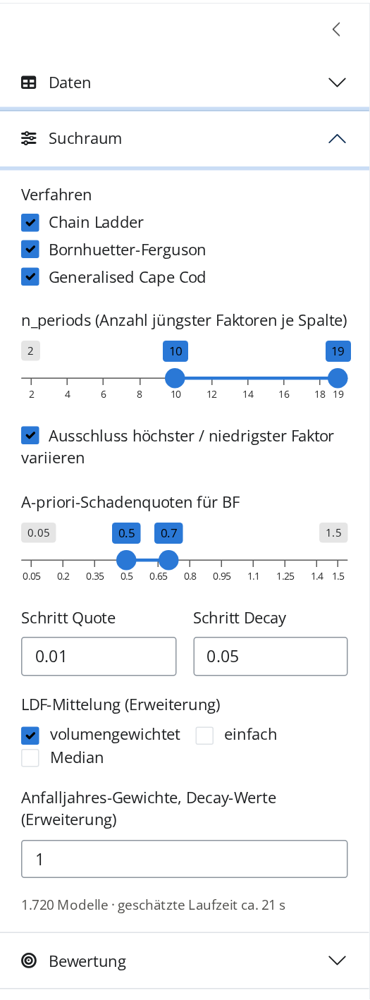 Daten
Suchraum
Verfahren
Chain Ladder
Bornhuetter-Ferguson
Generalised Cape Cod
n_periods (Anzahl jüngster Faktoren je Spalte)
2 10 19
2 4 6 8 10 12 14 16 18 19
Ausschluss höchster / niedrigster Faktor
variieren
A-priori-Schadenquoten für BF
0.05 0.5 0.7 1.5
0.05 0.2 0.35 0.5 0.65 0.8 0.95 1.1 1.25 1.4 1.5
Schritt Quote Schritt Decay
0.01 0.05
LDF-Mittelung (Erweiterung)
volumengewichtet einfach
Median
Anfalljahres-Gewichte, Decay-Werte
(Erweiterung)
1
1.720 Modelle · geschätzte Laufzeit ca. 21 s
Bewertung